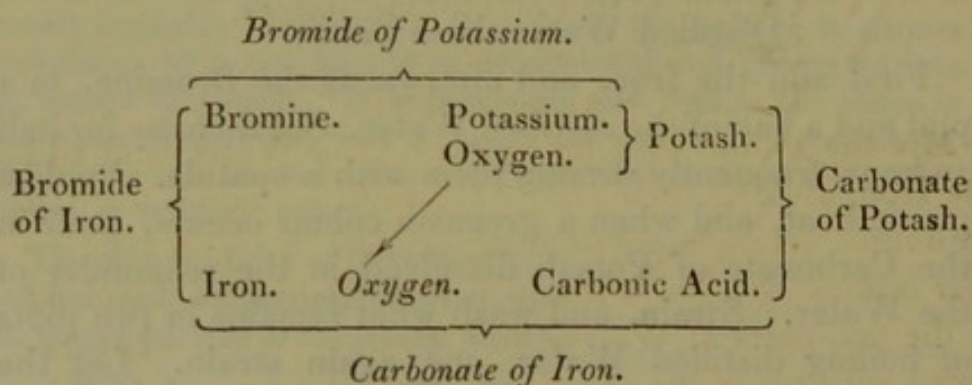 Bromide of Potassium.
Bromine. Potassium.
Oxygen.
Potash.
Bromide
of Iron.
Carbonate
of Potash.
Iron. Oxygen. Carbonic Acid.
Carbonate of Iron.